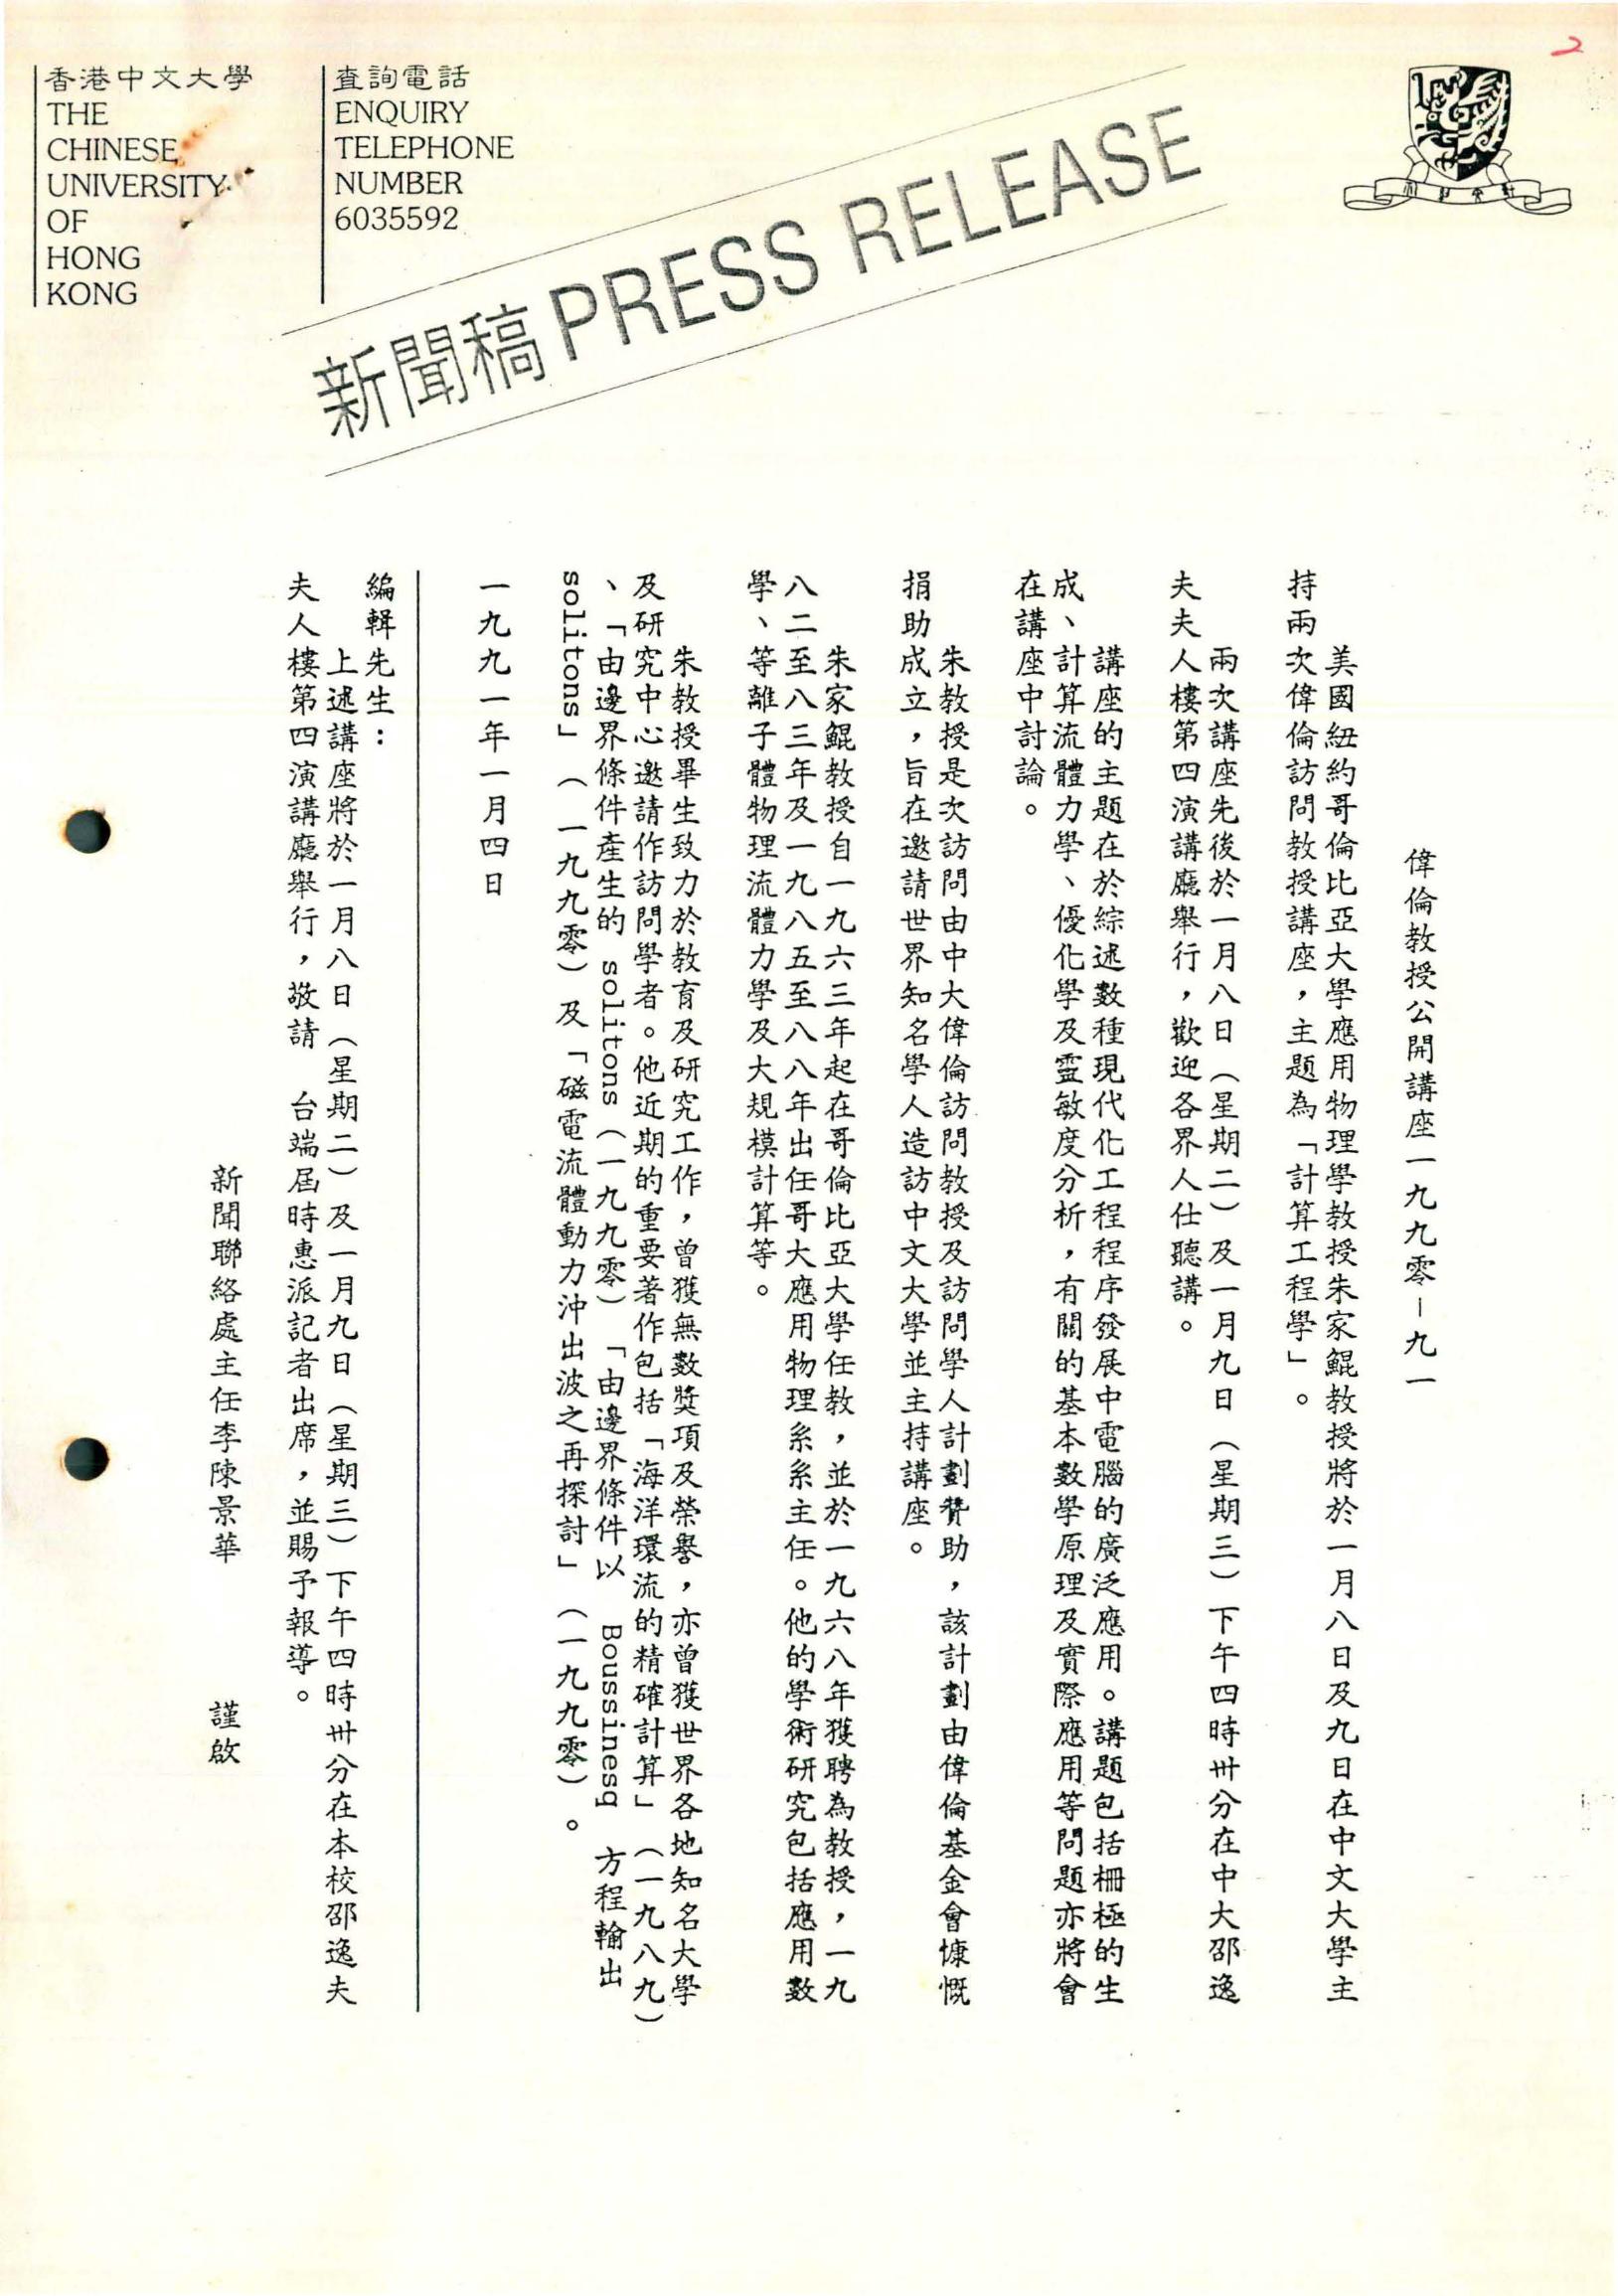 2
香港中文大學
THE
CHINESE
UNIVERSITY
OF
HONG
KONG
查詢電話
ENQUIRY
TELEPHONE
NUMBER
6035592
新聞稿 PRESS RELEASE
偉倫教授公開講座一九九零－九一
美國紐約哥倫比亞大學應用物理學教授朱家鯤教授將於一月八日及九日在中文大學主
持兩次偉倫訪問教授講座，主題為「計算工程學」。
兩次講座先後於一月八日（星期二）及一月九日（星期三）下午四時卅分在中大邵逸
夫夫人樓第四演講廳舉行，歡迎各界人仕聽講。
講座的主題在於綜述數種現代化工程程序發展中電腦的廣泛應用。講題包括柵極的生
成、計算流體力學、優化學及靈敏度分析，有關的基本數學原理及實際應用等問題亦將會
在講座中討論。
朱教授是次訪問由中大偉倫訪問教授及訪問學人計劃贊助，該計劃由偉倫基金會慷慨
捐助成立，旨在邀請世界知名學人造訪中文大學並主持講座。
朱家鯤教授自一九六三年起在哥倫比亞大學任教，並於一九六八年獲聘為教授，一九
八二至八三年及一九八五至八八年出任哥大應用物理系系主任。他的學術研究包括應用數
學、等離子體物理流體力學及大規模計算等。
朱教授畢生致力於教育及研究工作，曾獲無數獎項及榮譽，亦曾獲世界各地知名大學
及研究中心邀請作訪問學者。他近期的重要著作包括「海洋環流的精確計算」（一九八九）
、「由邊界條件產生的 solitons（一九九零）「由邊界條件以 Boussinesq 方程輸出
solitons」（一九九零）及「磁電流體動力沖出波之再探討」（一九九零）。
一九九一年一月四日
編輯先生：
上述講座將於一月八日（星期二）及一月九日（星期三）下午四時卅分在本校邵逸夫
夫人樓第四演講廳舉行，敬請 台端屆時惠派記者出席，並賜予報導。
新聞聯絡處主任李陳景華 謹啟